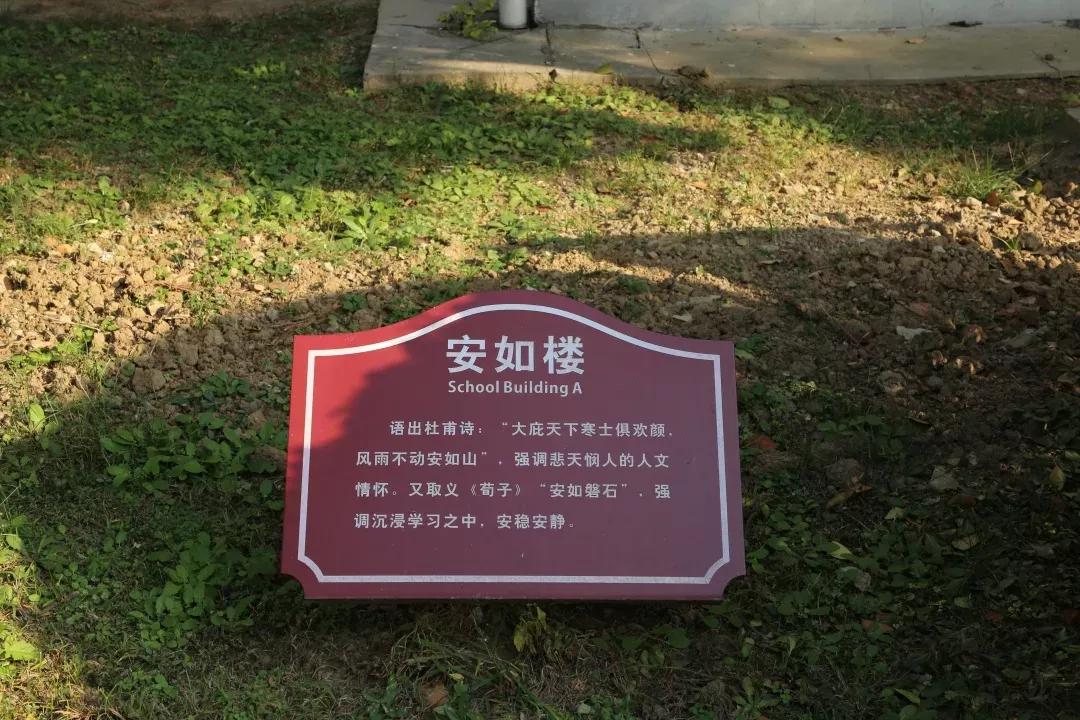 安如楼
School Building A
语出杜甫诗：“大庇天下寒士俱欢颜，
风雨不动安如山”，强调悲天悯人的人文
情怀。又取义《荀子》“安如磐石”，强
调沉浸学习之中，安稳安静。